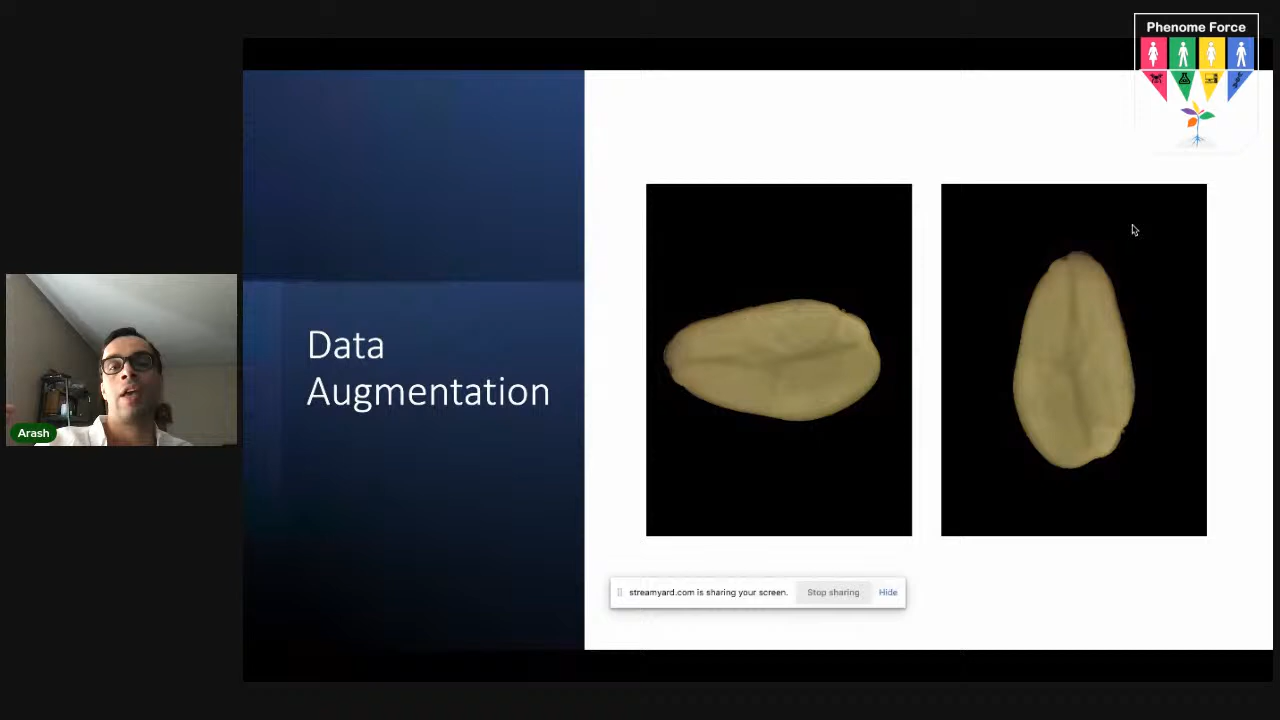 Phenome Force
Data
Augmentation
Arash
streamyard.com is sharing your screen.
Stop sharing
Hide